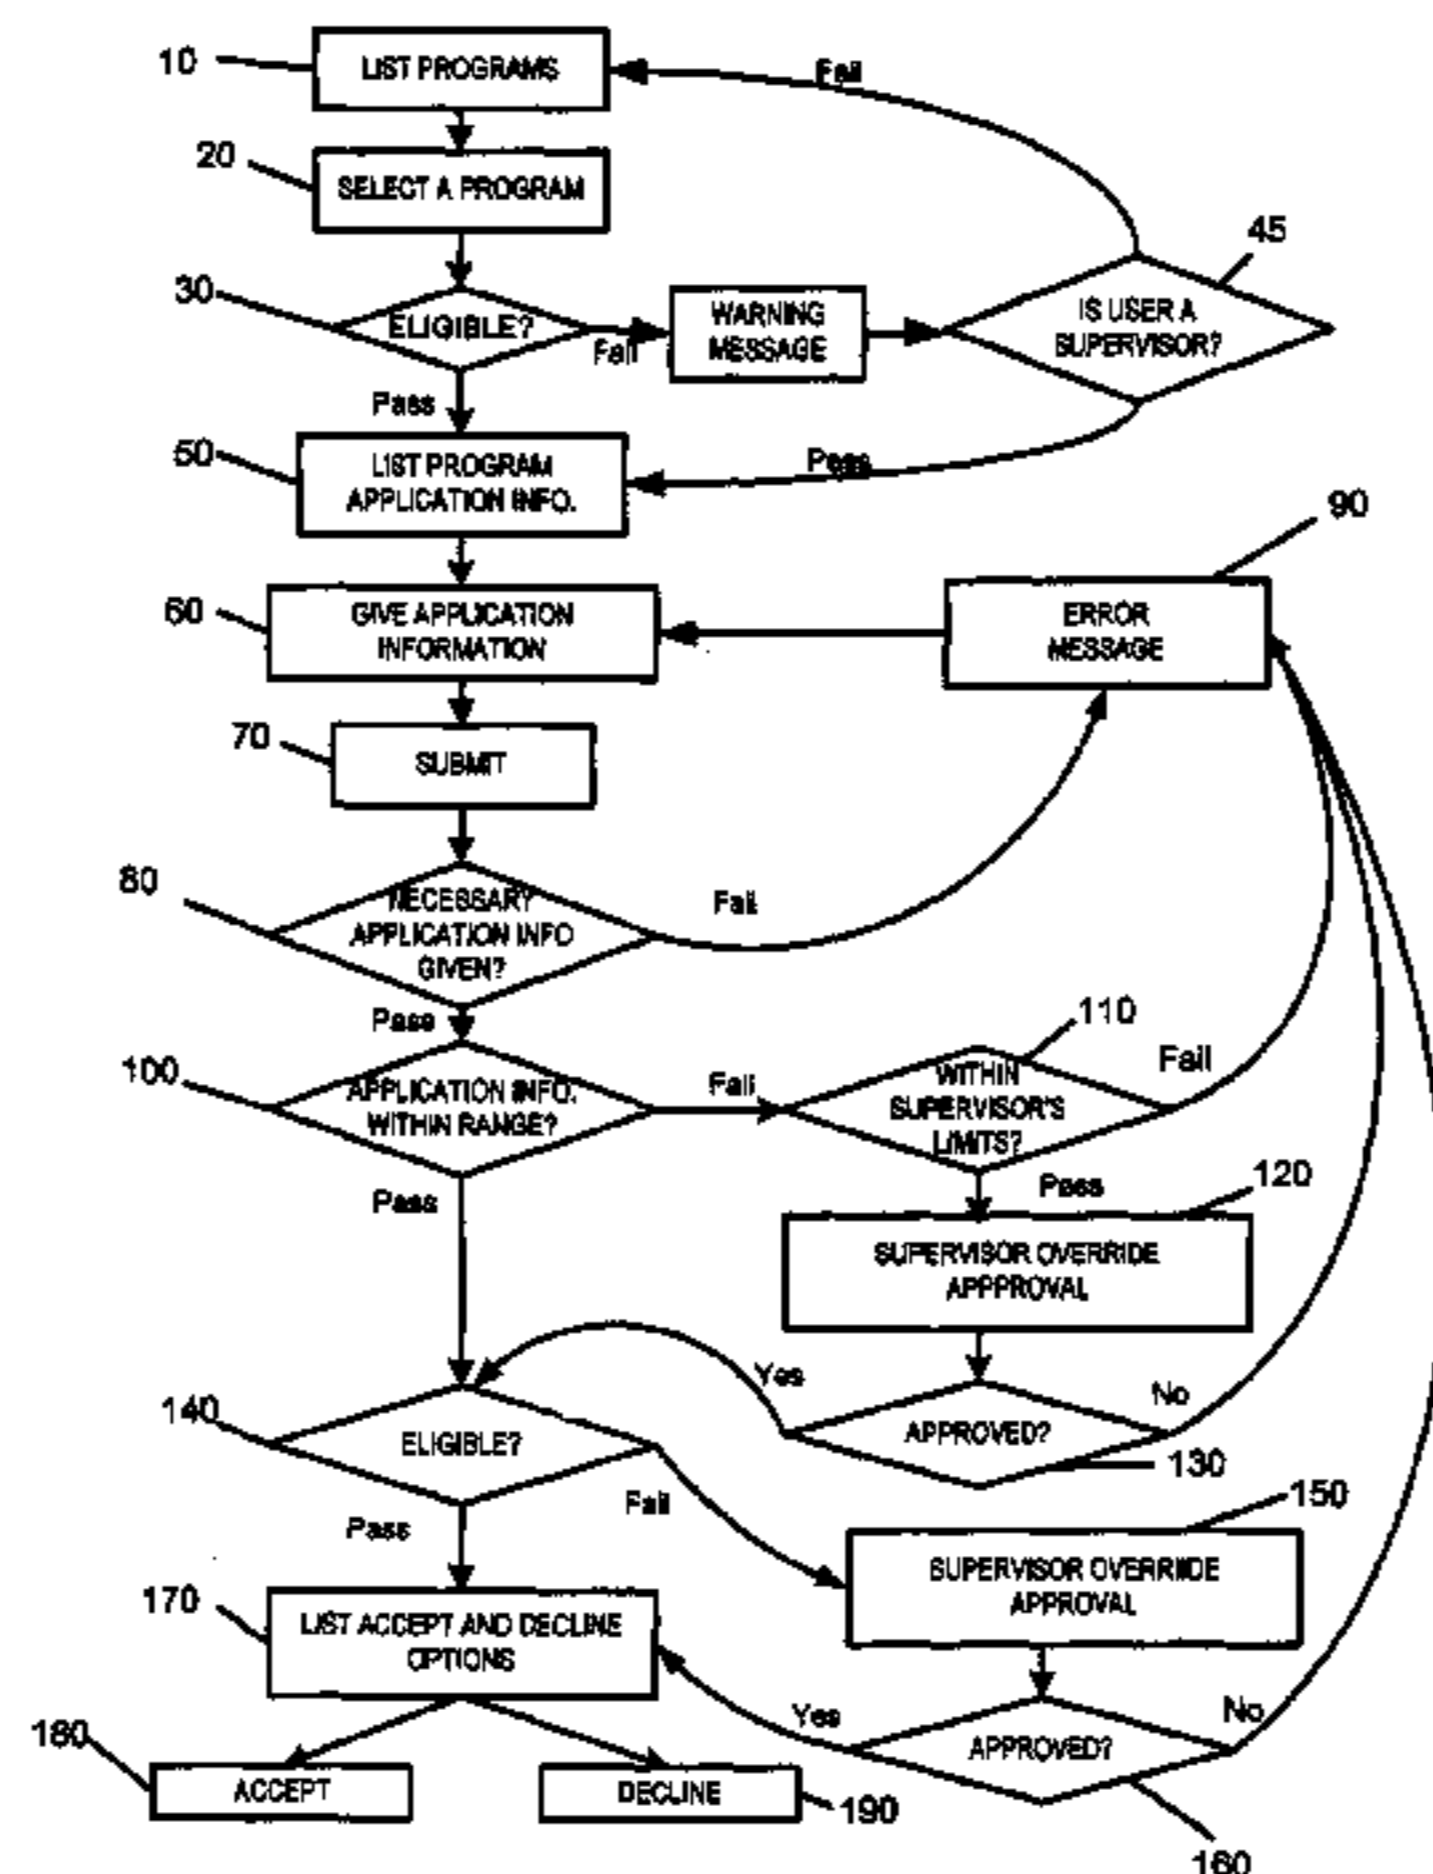 10
LIST PROGRAMS
Fail
20
SELECT A PROGRAM
45
30
ELIGIBLE?
Fail
WARNING
MESSAGE
IS USER A
SUPERVISOR?
Pass
50
LIST PROGRAM
APPLICATION INFO.
Pass
90
60
GIVE APPLICATION
INFORMATION
ERROR
MESSAGE
70
SUBMIT
80
NECESSARY
APPLICATION INFO
GIVEN?
Fail
Pass
110
100
APPLICATION INFO.
WITHIN RANGE?
Fail
WITHIN
SUPERVISOR'S
LIMITS?
Fail
Pass
Pass
120
SUPERVISOR OVERRIDE
APPPROVAL
Yes
No
140
ELIGIBLE?
APPROVED?
130
Fail
150
Pass
SUPERVISOR OVERRIIDE
APPROVAL
170
LIST ACCEPT AND DECLINE
OPTIONS
Yes
No
180
APPROVED?
ACCEPT
DECLINE
190
160